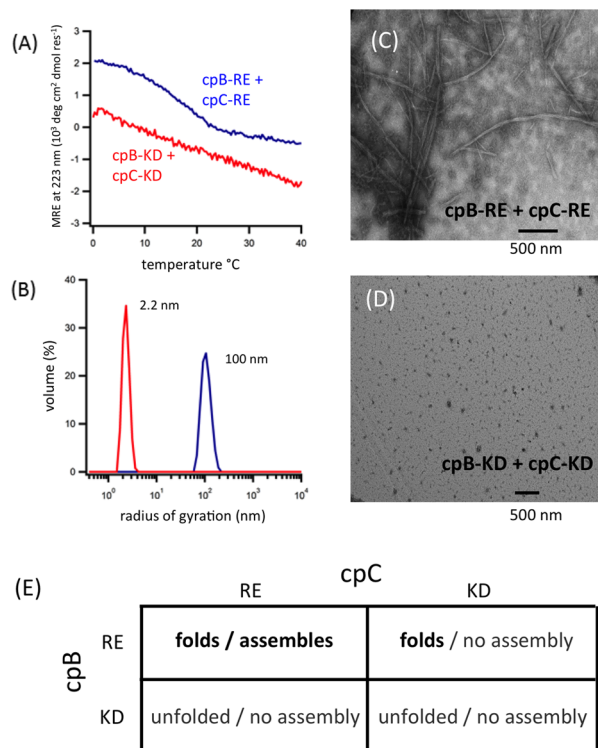 (A)
MRE at 223 nm (10³ deg cm² dmol res⁻¹)
3
2
1
0
-1
-2
-3
cpB-RE +
cpC-RE
cpB-KD +
cpC-KD
0
10
20
30
40
temperature °C
(B)
volume (%)
40
30
20
10
0
2.2 nm
100 nm
10⁰
10¹
10²
10³
10⁴
radius of gyration (nm)
(C)
cpB-RE + cpC-RE
500 nm
(D)
cpB-KD + cpC-KD
500 nm
(E)
cpC
RE
KD
cpB
RE
folds / assembles
folds / no assembly
KD
unfolded / no assembly
unfolded / no assembly